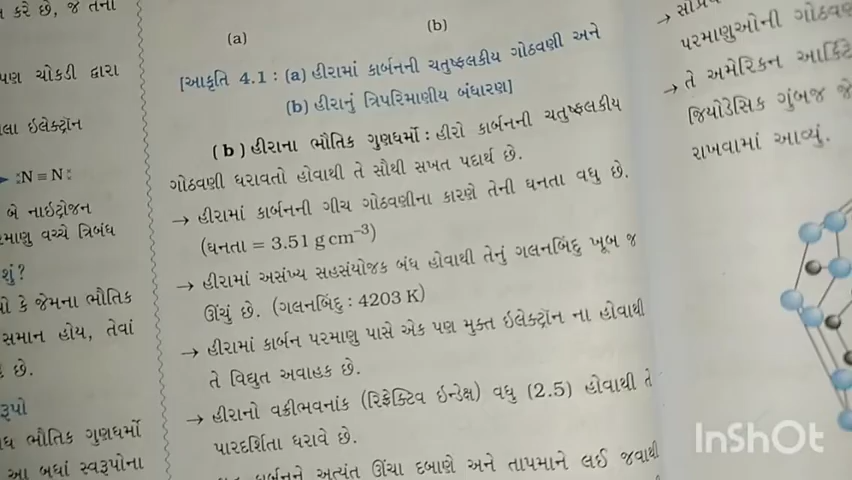 કરે છે, જ તેની
પણ ચોકડી દ્વારા
ઇલેક્ટ્રૉન
:N ≡ N:
બે નાઇટ્રોજન
વચ્ચે ત્રિબંધ
શું?
કે જેમના ભૌતિક
સમાન હોય, તેવાં
છે.
ભૌતિક ગુણધર્મો
આ બધાં સ્વરૂપોના
(a)
(b)
[આકૃતિ 4.1 : (a) હીરામાં કાર્બનની ચતુષ્ફલકીય ગોઠવણી અને
(b) હીરાનું ત્રિપરિમાણીય બંધારણ]
(b) હીરાના ભૌતિક ગુણધર્મો : હીરો કાર્બનની ચતુષ્ફલકીય
ગોઠવણી ધરાવતો હોવાથી તે સૌથી સખત પદાર્થ છે.
→ હીરામાં કાર્બનની ગીચ ગોઠવણીના કારણે તેની ઘનતા વધુ છે.
(ઘનતા = 3.51 g cm⁻³)
→ હીરામાં અસંખ્ય સહસંયોજક બંધ હોવાથી તેનું ગલનબિંદુ ખૂબ જ
ઊંચું છે. (ગલનબિંદુ : 4203 K)
→ હીરામાં કાર્બન પરમાણુ પાસે એક પણ મુક્ત ઇલેક્ટ્રૉન ના હોવાથી
તે વિદ્યુત અવાહક છે.
→ હીરાનો વક્રીભવનાંક (રિફ્રેક્ટિવ ઇન્ડેક્ષ) વધુ (2.5) હોવાથી તે
પારદર્શિતા ધરાવે છે.
કાર્બનને અત્યંત ઊંચા દબાણે અને તાપમાને લઈ જવાથી
→
પરમાણુઓની
→ તે અમેરિકન
જિયોડેસિક ગુંબજ
રાખવામાં આવ્યું.
InShOt